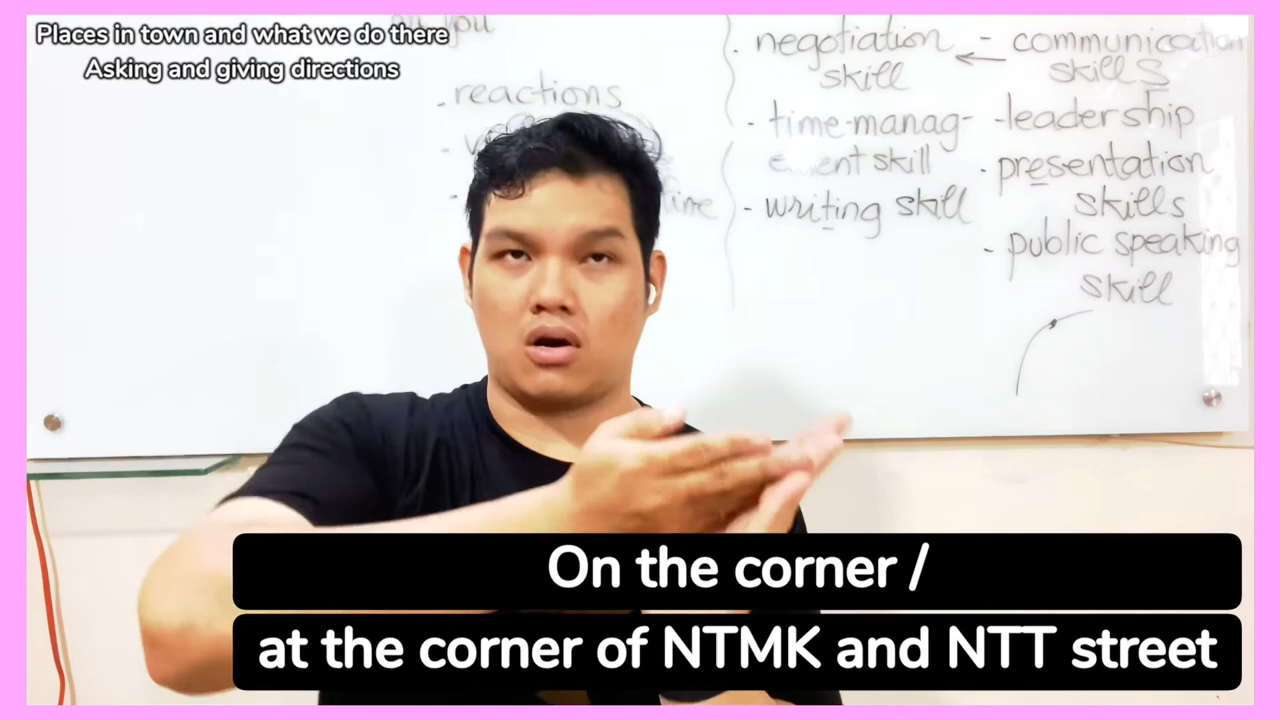 Places in town and what we do there
Asking and giving directions
you
. reactions
. negotiation
skill
- communication
skills
- time-manag-
ement skill
- writing skill
- leadership
. presentation
skills
- public speaking
skill
On the corner /
at the corner of NTMK and NTT street